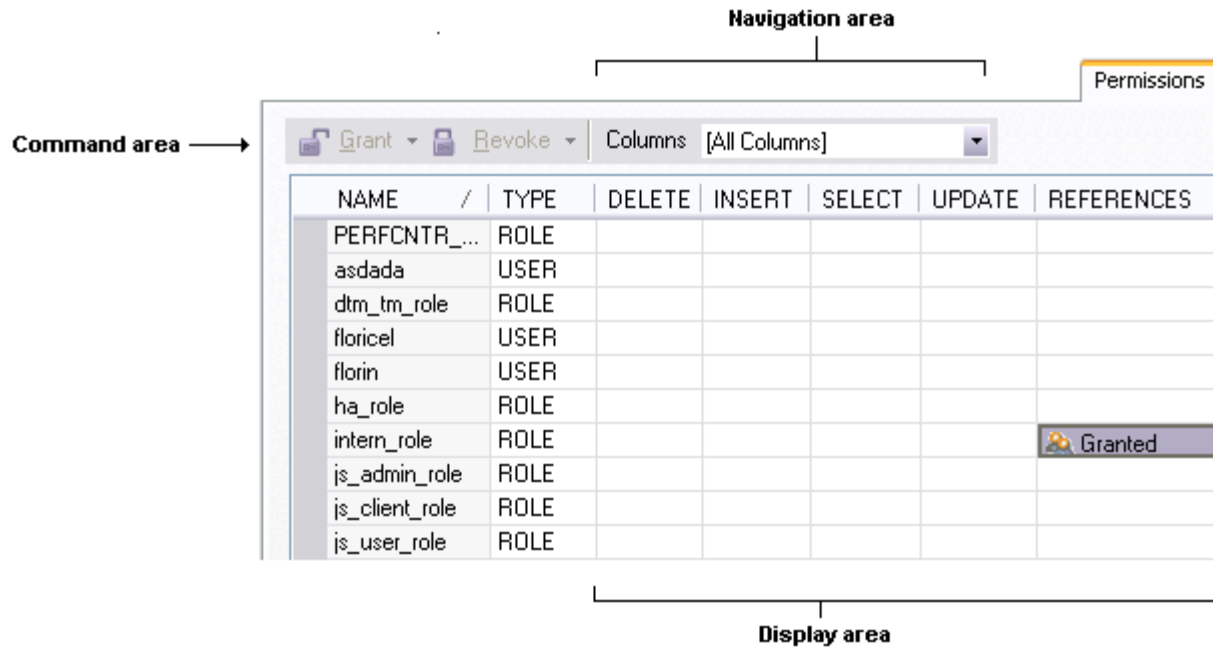 Navigation area
Permissions
Command area
Grant Revoke Columns [All Columns]
NAME / TYPE DELETE INSERT SELECT UPDATE REFERENCES
PERFCNTR_... ROLE
asdada USER
dtm_tm_role ROLE
floricel USER
florin USER
ha_role ROLE
intern_role ROLE Granted
js_admin_role ROLE
js_client_role ROLE
js_user_role ROLE
Display area